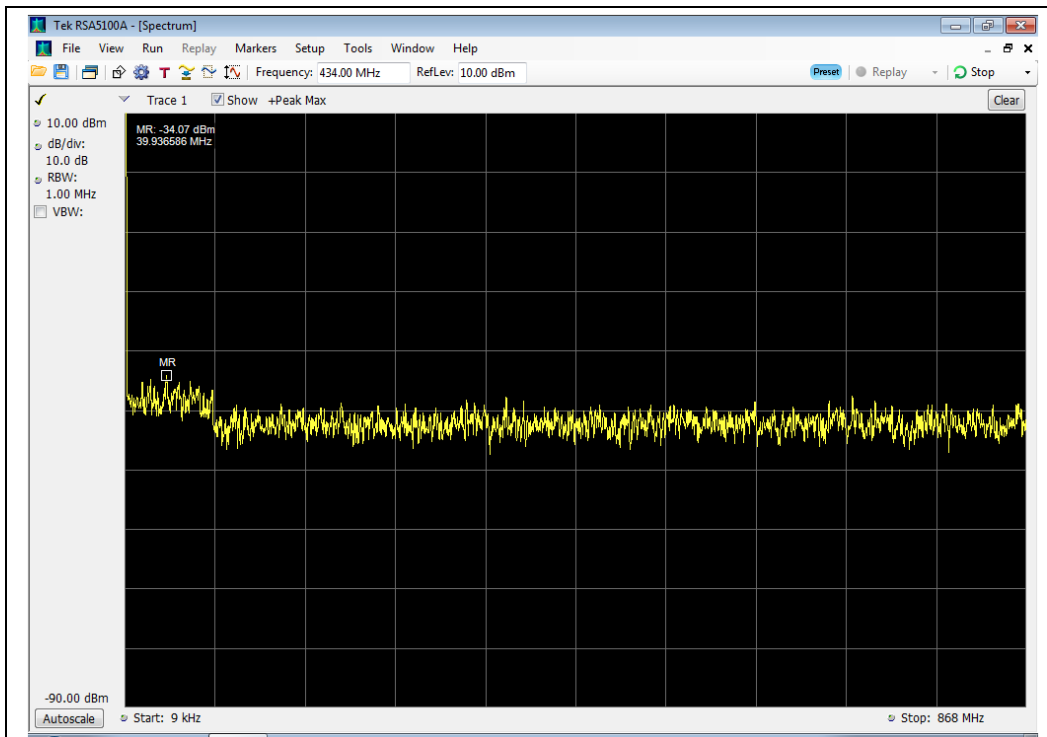 Tek RSA5100A - [Spectrum]
File View Run Replay Markers Setup Tools Window Help
T Frequency: 434.00 MHz RefLev: 10.00 dBm Preset Replay Stop
Trace 1 Show +Peak Max Clear
10.00 dBm
dB/div:
10.0 dB
RBW:
1.00 MHz
VBW:
MR: -34.07 dBm
39.936586 MHz
MR
-90.00 dBm
Autoscale Start: 9 kHz Stop: 868 MHz